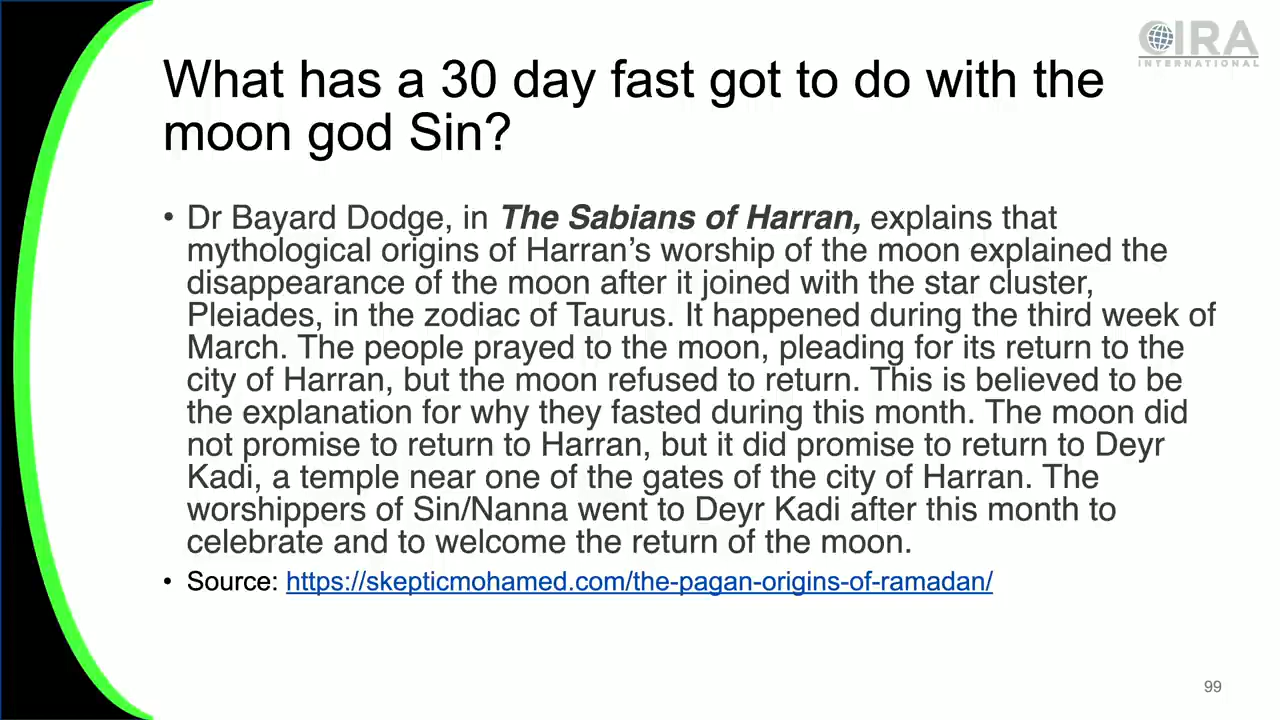 CIRA
INTERNATIONAL
What has a 30 day fast got to do with the
moon god Sin?
• Dr Bayard Dodge, in The Sabians of Harran, explains that
mythological origins of Harran’s worship of the moon explained the
disappearance of the moon after it joined with the star cluster,
Pleiades, in the zodiac of Taurus. It happened during the third week of
March. The people prayed to the moon, pleading for its return to the
city of Harran, but the moon refused to return. This is believed to be
the explanation for why they fasted during this month. The moon did
not promise to return to Harran, but it did promise to return to Deyr
Kadi, a temple near one of the gates of the city of Harran. The
worshippers of Sin/Nanna went to Deyr Kadi after this month to
celebrate and to welcome the return of the moon.
• Source: https://skepticmohamed.com/the-pagan-origins-of-ramadan/
99